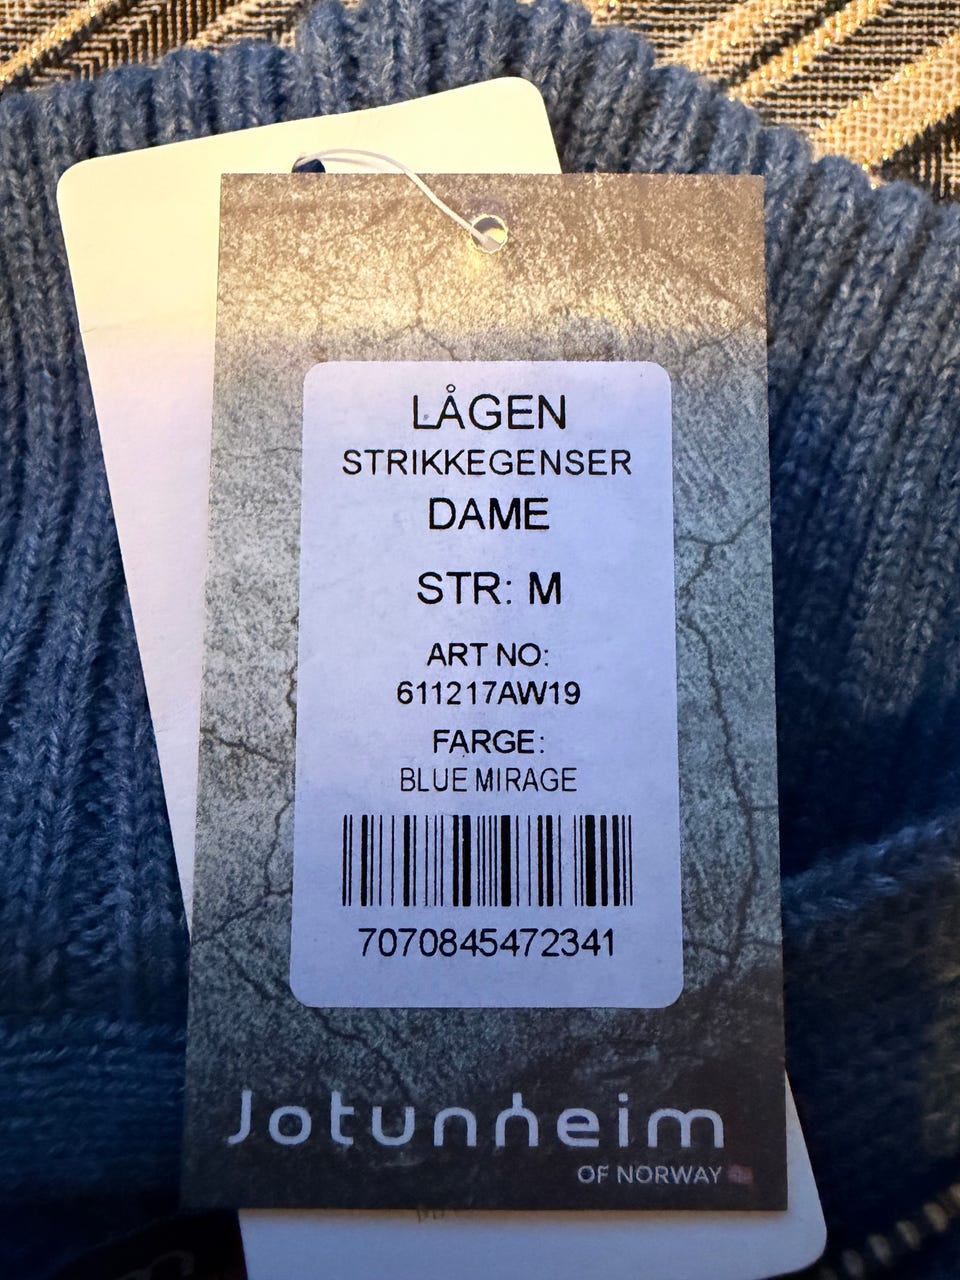 LÅGEN
STRIKKEGENSER
DAME
STR: M
ART NO:
611217AW19
FARGE:
BLUE MIRAGE
7070845472341
Jotunheim
OF NORWAY